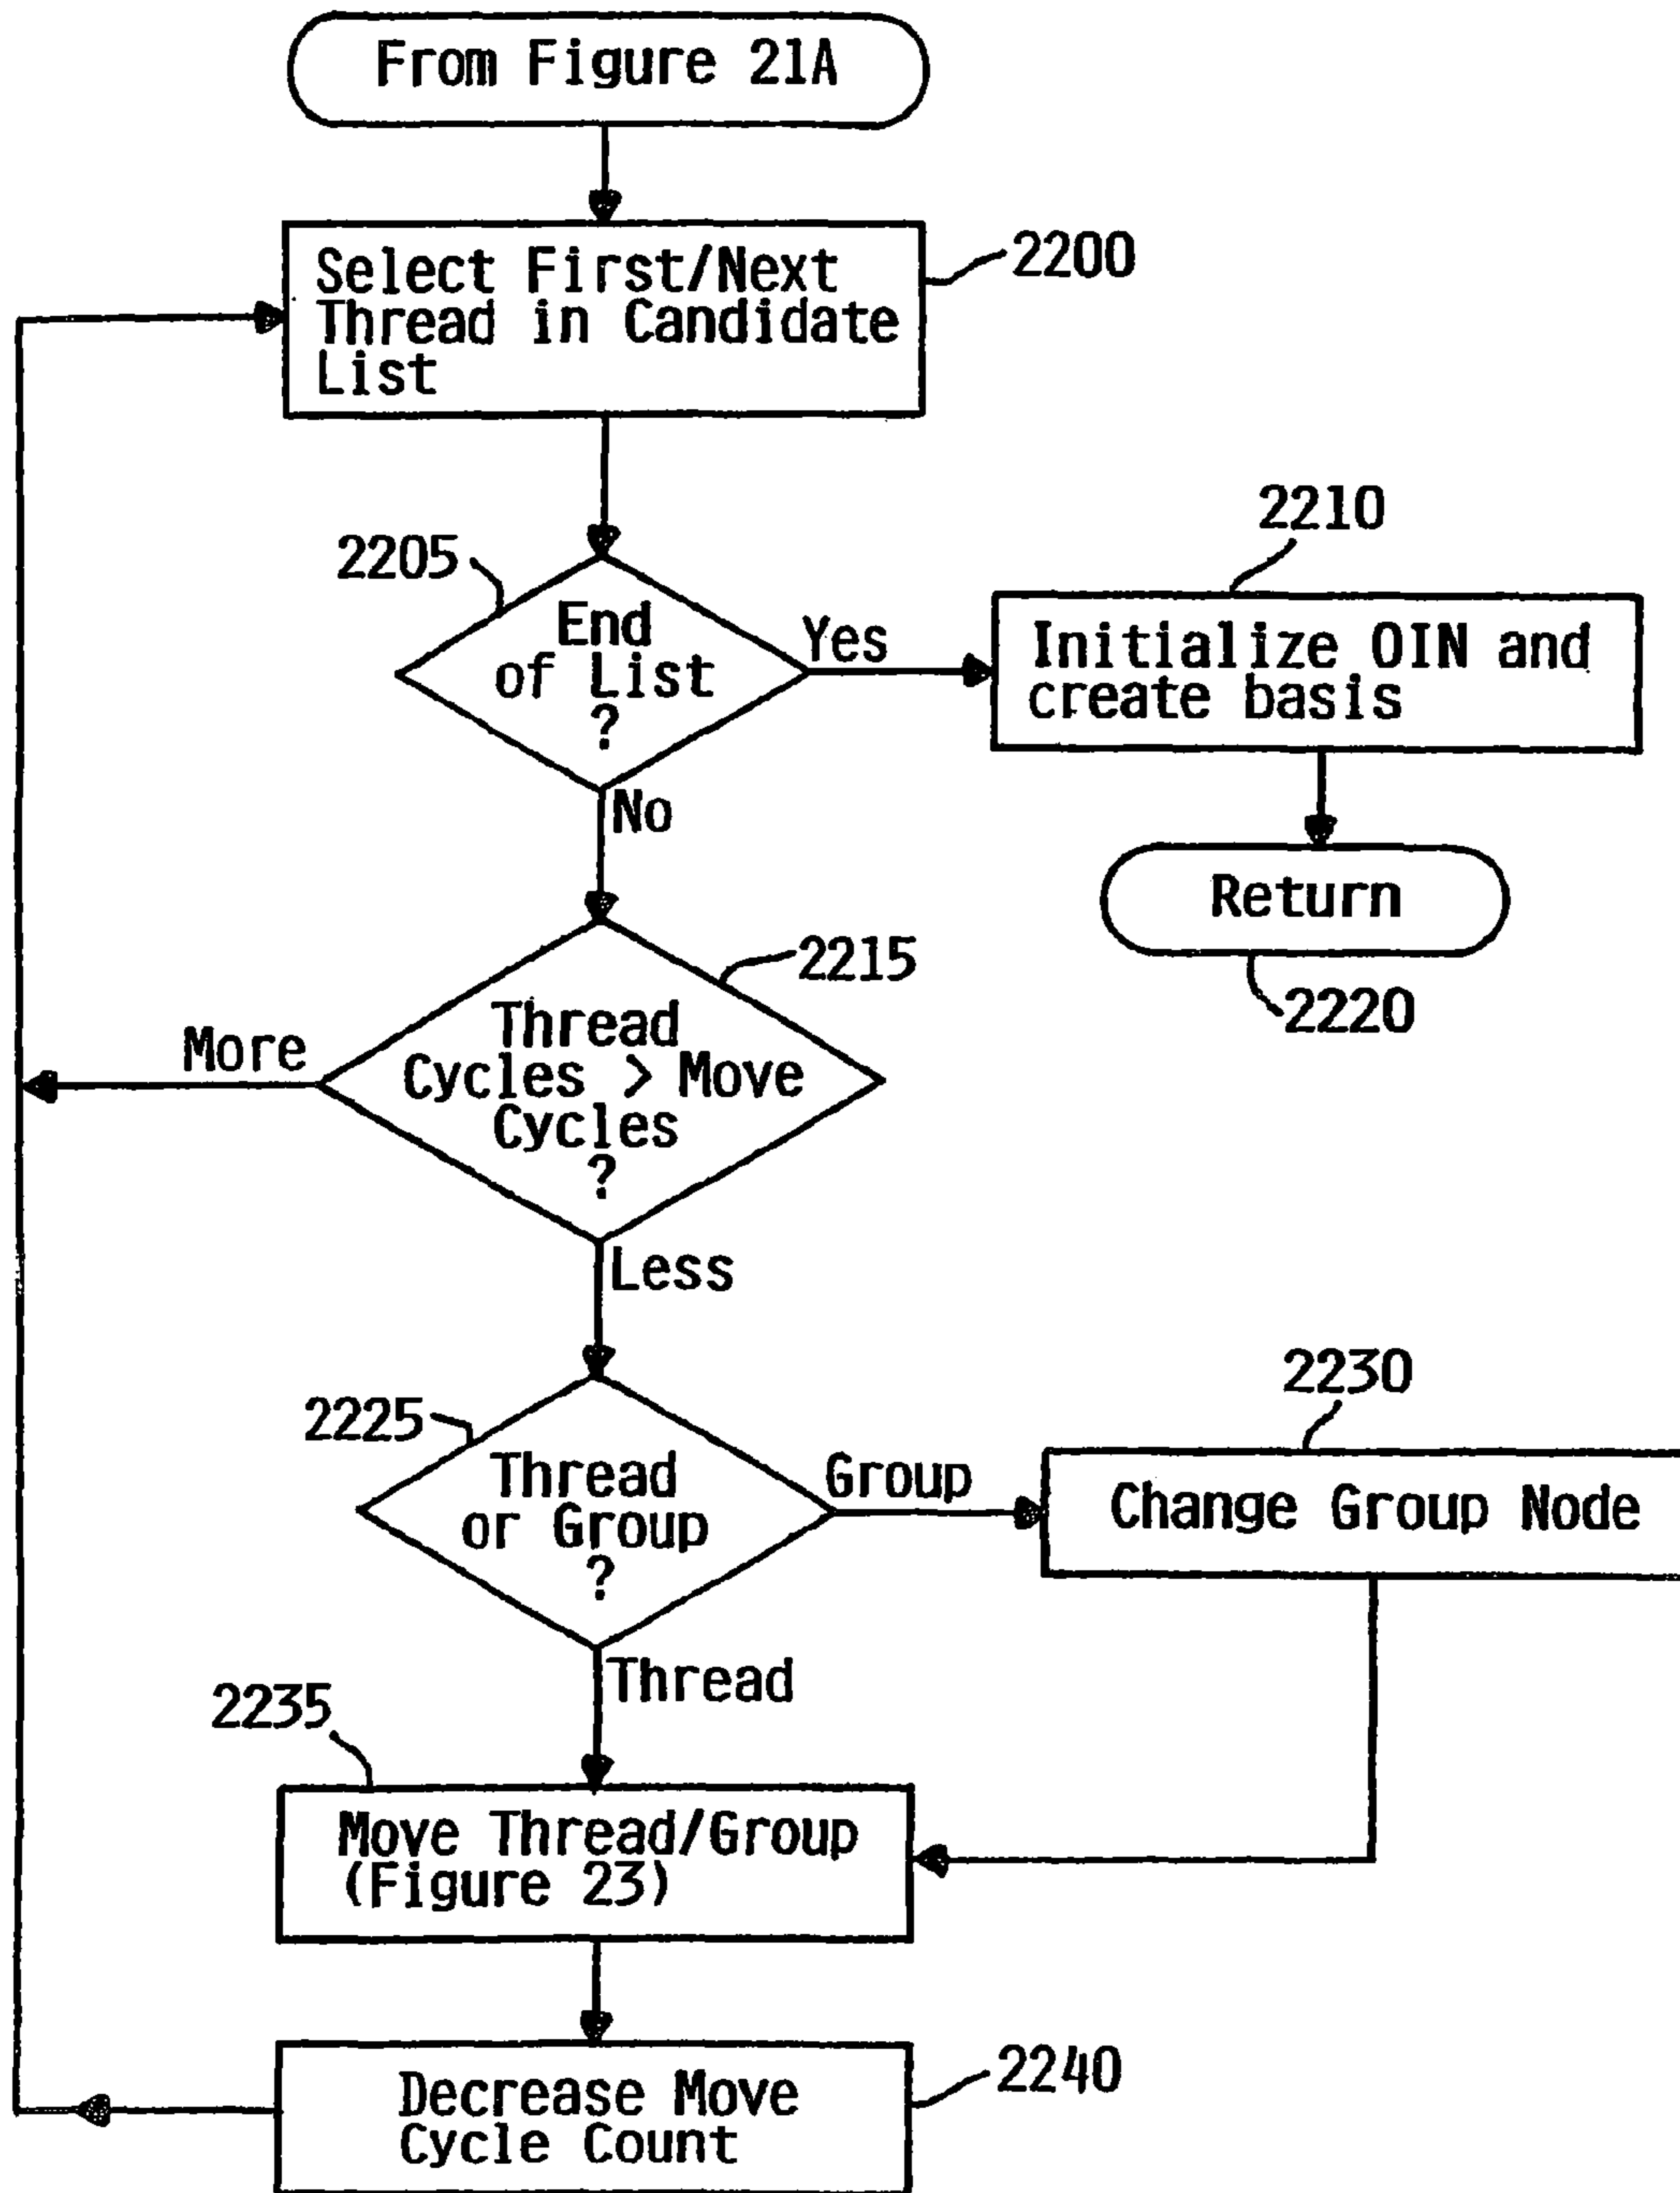 From Figure 21A
Select First/Next
Thread in Candidate
List
2200
2205
End
of List
?
Yes
No
2210
Initialize OIN and
create basis
Return
2220
2215
Thread
Cycles > Move
Cycles
?
More
Less
2225
Thread
or Group
?
Group
Thread
2230
Change Group Node
2235
Move Thread/Group
(Figure 23)
Decrease Move
Cycle Count
2240